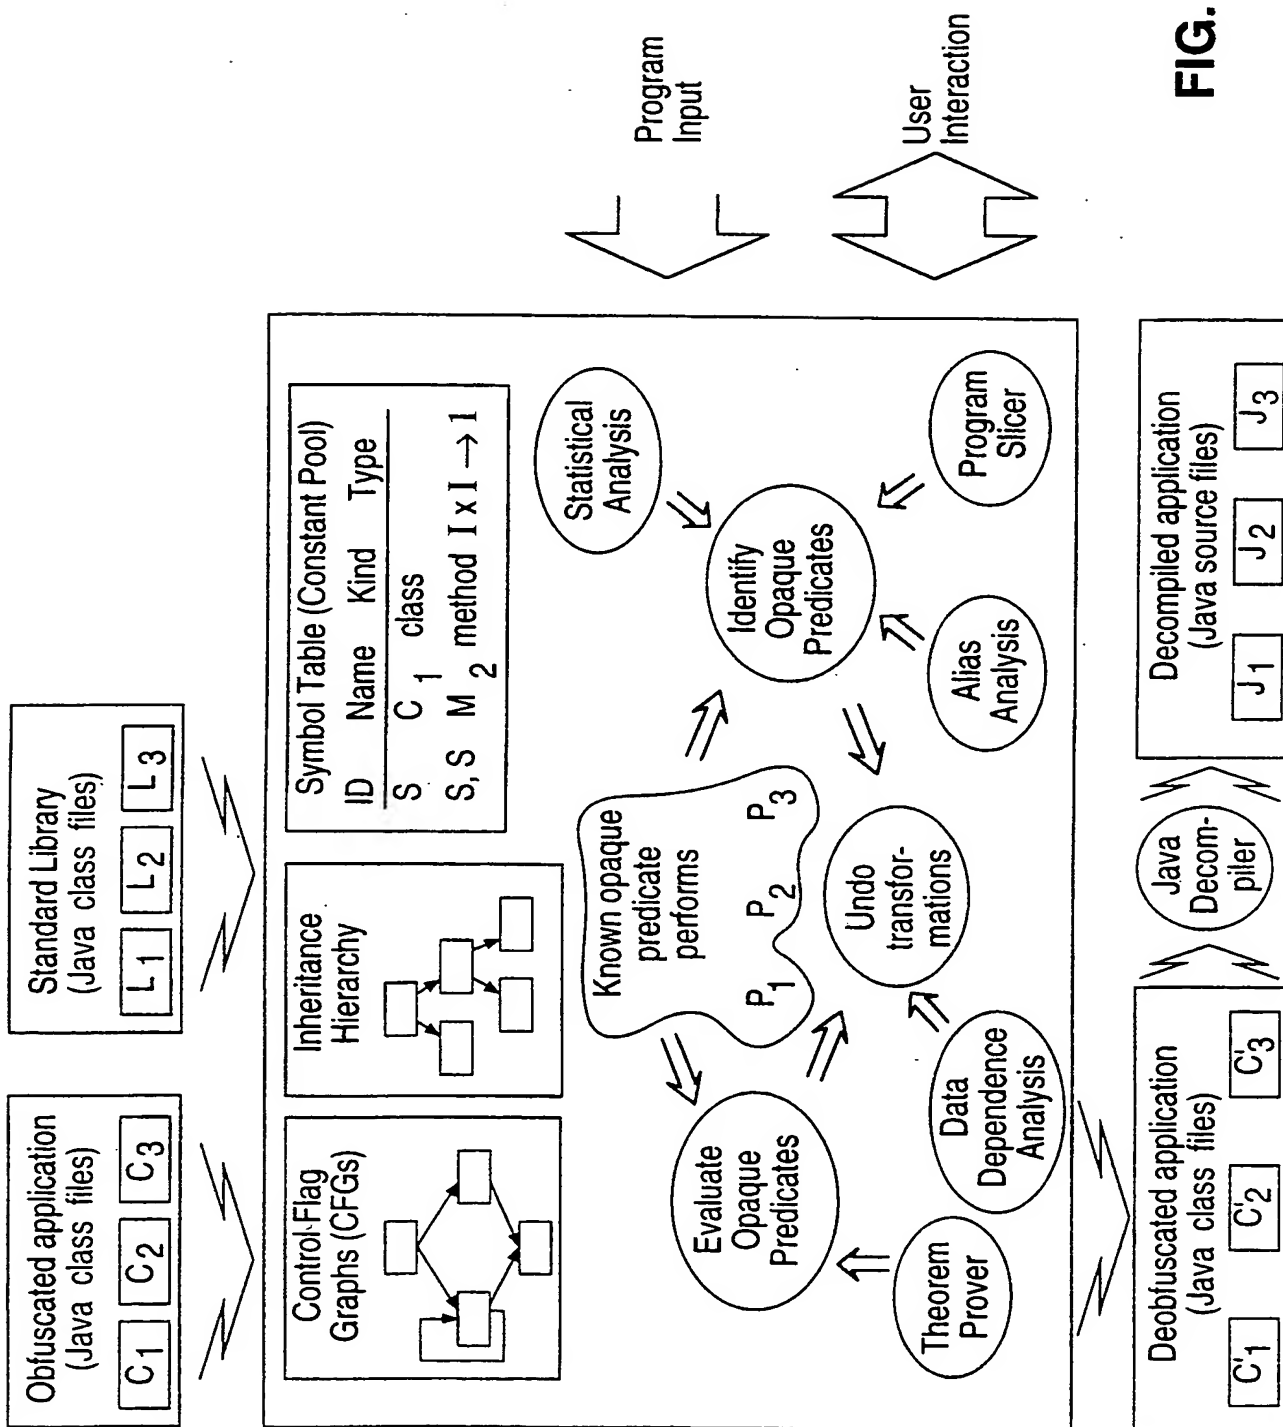 Obfuscated application
(Java class files)
C1 C2 C3
Standard Library
(Java class files)
L1 L2 L3
Control-Flag
Graphs (CFGs)
Inheritance
Hierarchy
Symbol Table (Constant Pool)
ID Name Kind Type
S C1 class
S, S M2 method I x I → 1
Known opaque
predicate
performs
P1 P2 P3
Statistical
Analysis
Evaluate
Opaque
Predicates
Identify
Opaque
Predicates
Undo
transfor-
mations
Theorem
Prover
Data
Dependence
Analysis
Alias
Analysis
Program
Slicer
Program
Input
User
Interaction
Deobfuscated application
(Java class files)
C'1 C'2 C'3
Java
Decom-
piler
Decompiled application
(Java source files)
J1 J2 J3
FIG.